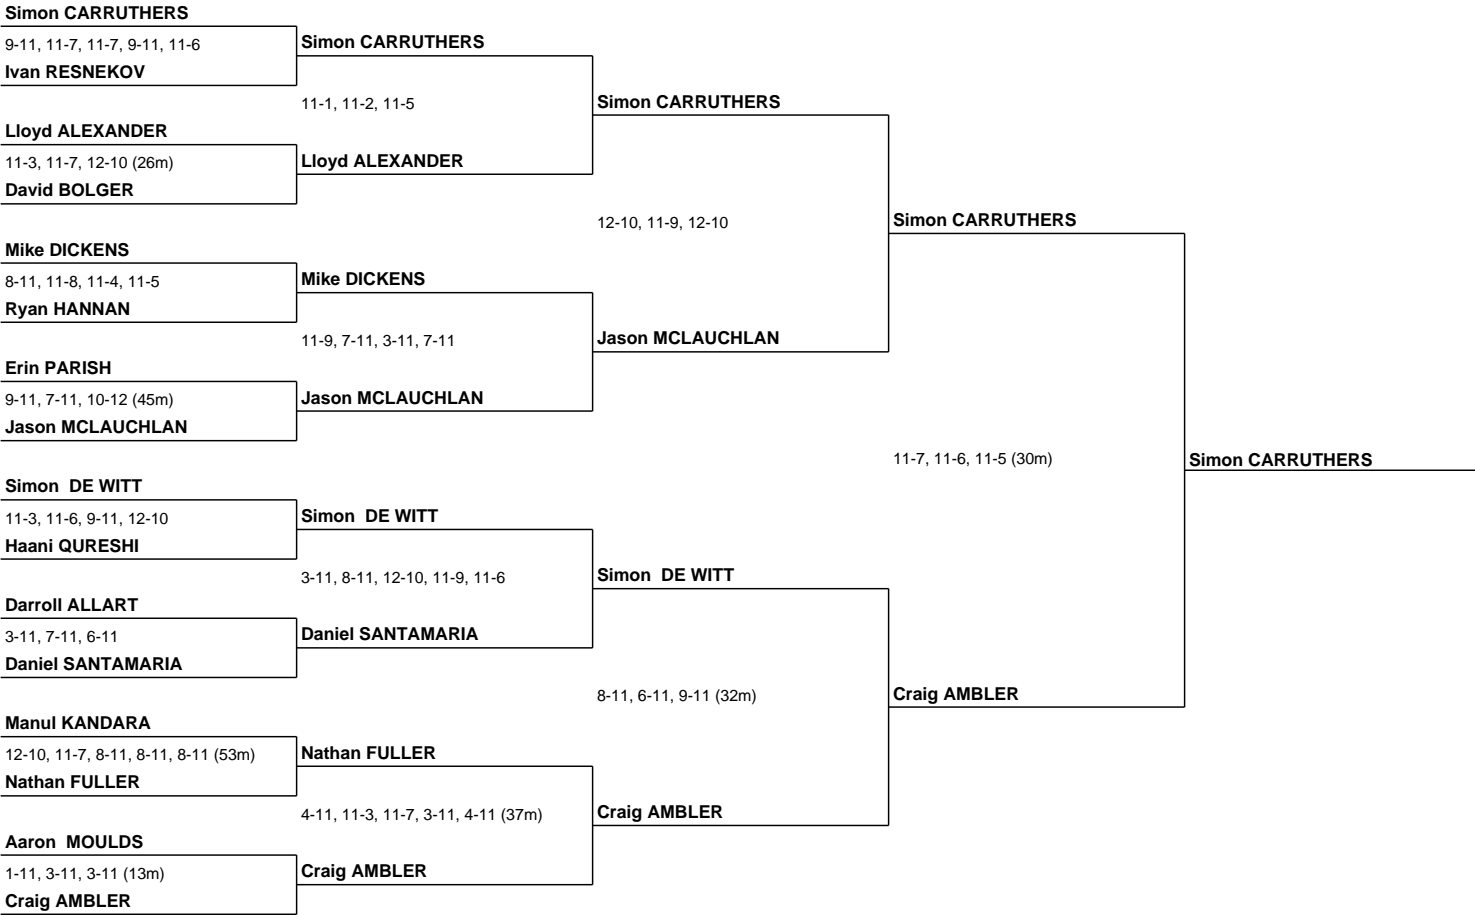 Simon CARRUTHERS
9-11, 11-7, 11-7, 9-11, 11-6
Ivan RESNEKOV
Lloyd ALEXANDER
11-3, 11-7, 12-10 (26m)
David BOLGER
Mike DICKENS
8-11, 11-8, 11-4, 11-5
Ryan HANNAN
Erin PARISH
9-11, 7-11, 10-12 (45m)
Jason MCLAUCHLAN
Simon  DE WITT
11-3, 11-6, 9-11, 12-10
Haani QURESHI
Darroll ALLART
3-11, 7-11, 6-11
Daniel SANTAMARIA
Manul KANDARA
12-10, 11-7, 8-11, 8-11, 8-11 (53m)
Nathan FULLER
Aaron  MOULDS
1-11, 3-11, 3-11 (13m)
Craig AMBLER
Simon CARRUTHERS
11-1, 11-2, 11-5
Lloyd ALEXANDER
Mike DICKENS
11-9, 7-11, 3-11, 7-11
Jason MCLAUCHLAN
Simon  DE WITT
3-11, 8-11, 12-10, 11-9, 11-6
Daniel SANTAMARIA
Nathan FULLER
4-11, 11-3, 11-7, 3-11, 4-11 (37m)
Craig AMBLER
Simon CARRUTHERS
12-10, 11-9, 12-10
Jason MCLAUCHLAN
Simon  DE WITT
8-11, 6-11, 9-11 (32m)
Craig AMBLER
Simon CARRUTHERS
11-7, 11-6, 11-5 (30m)
Craig AMBLER
Simon CARRUTHERS